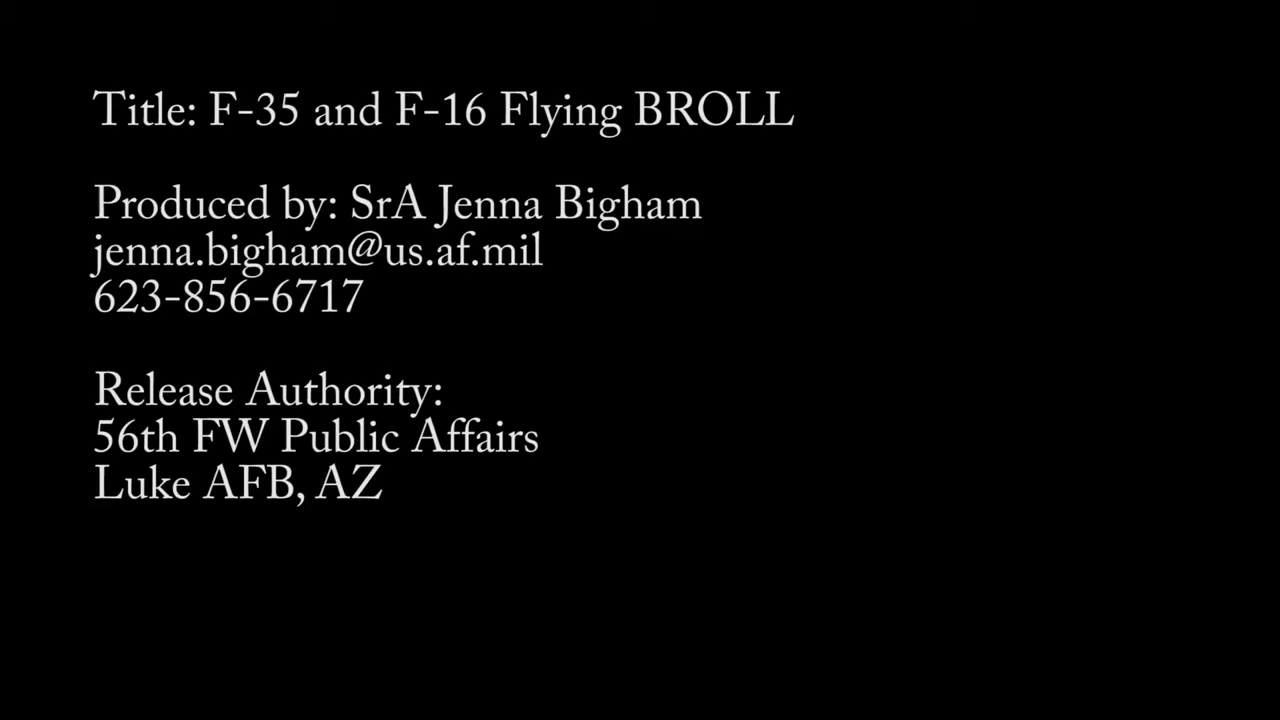 Title: F-35 and F-16 Flying BROLL
Produced by: SrA Jenna Bigham
jenna.bigham@us.af.mil
623-856-6717
Release Authority:
56th FW Public Affairs
Luke AFB, AZ